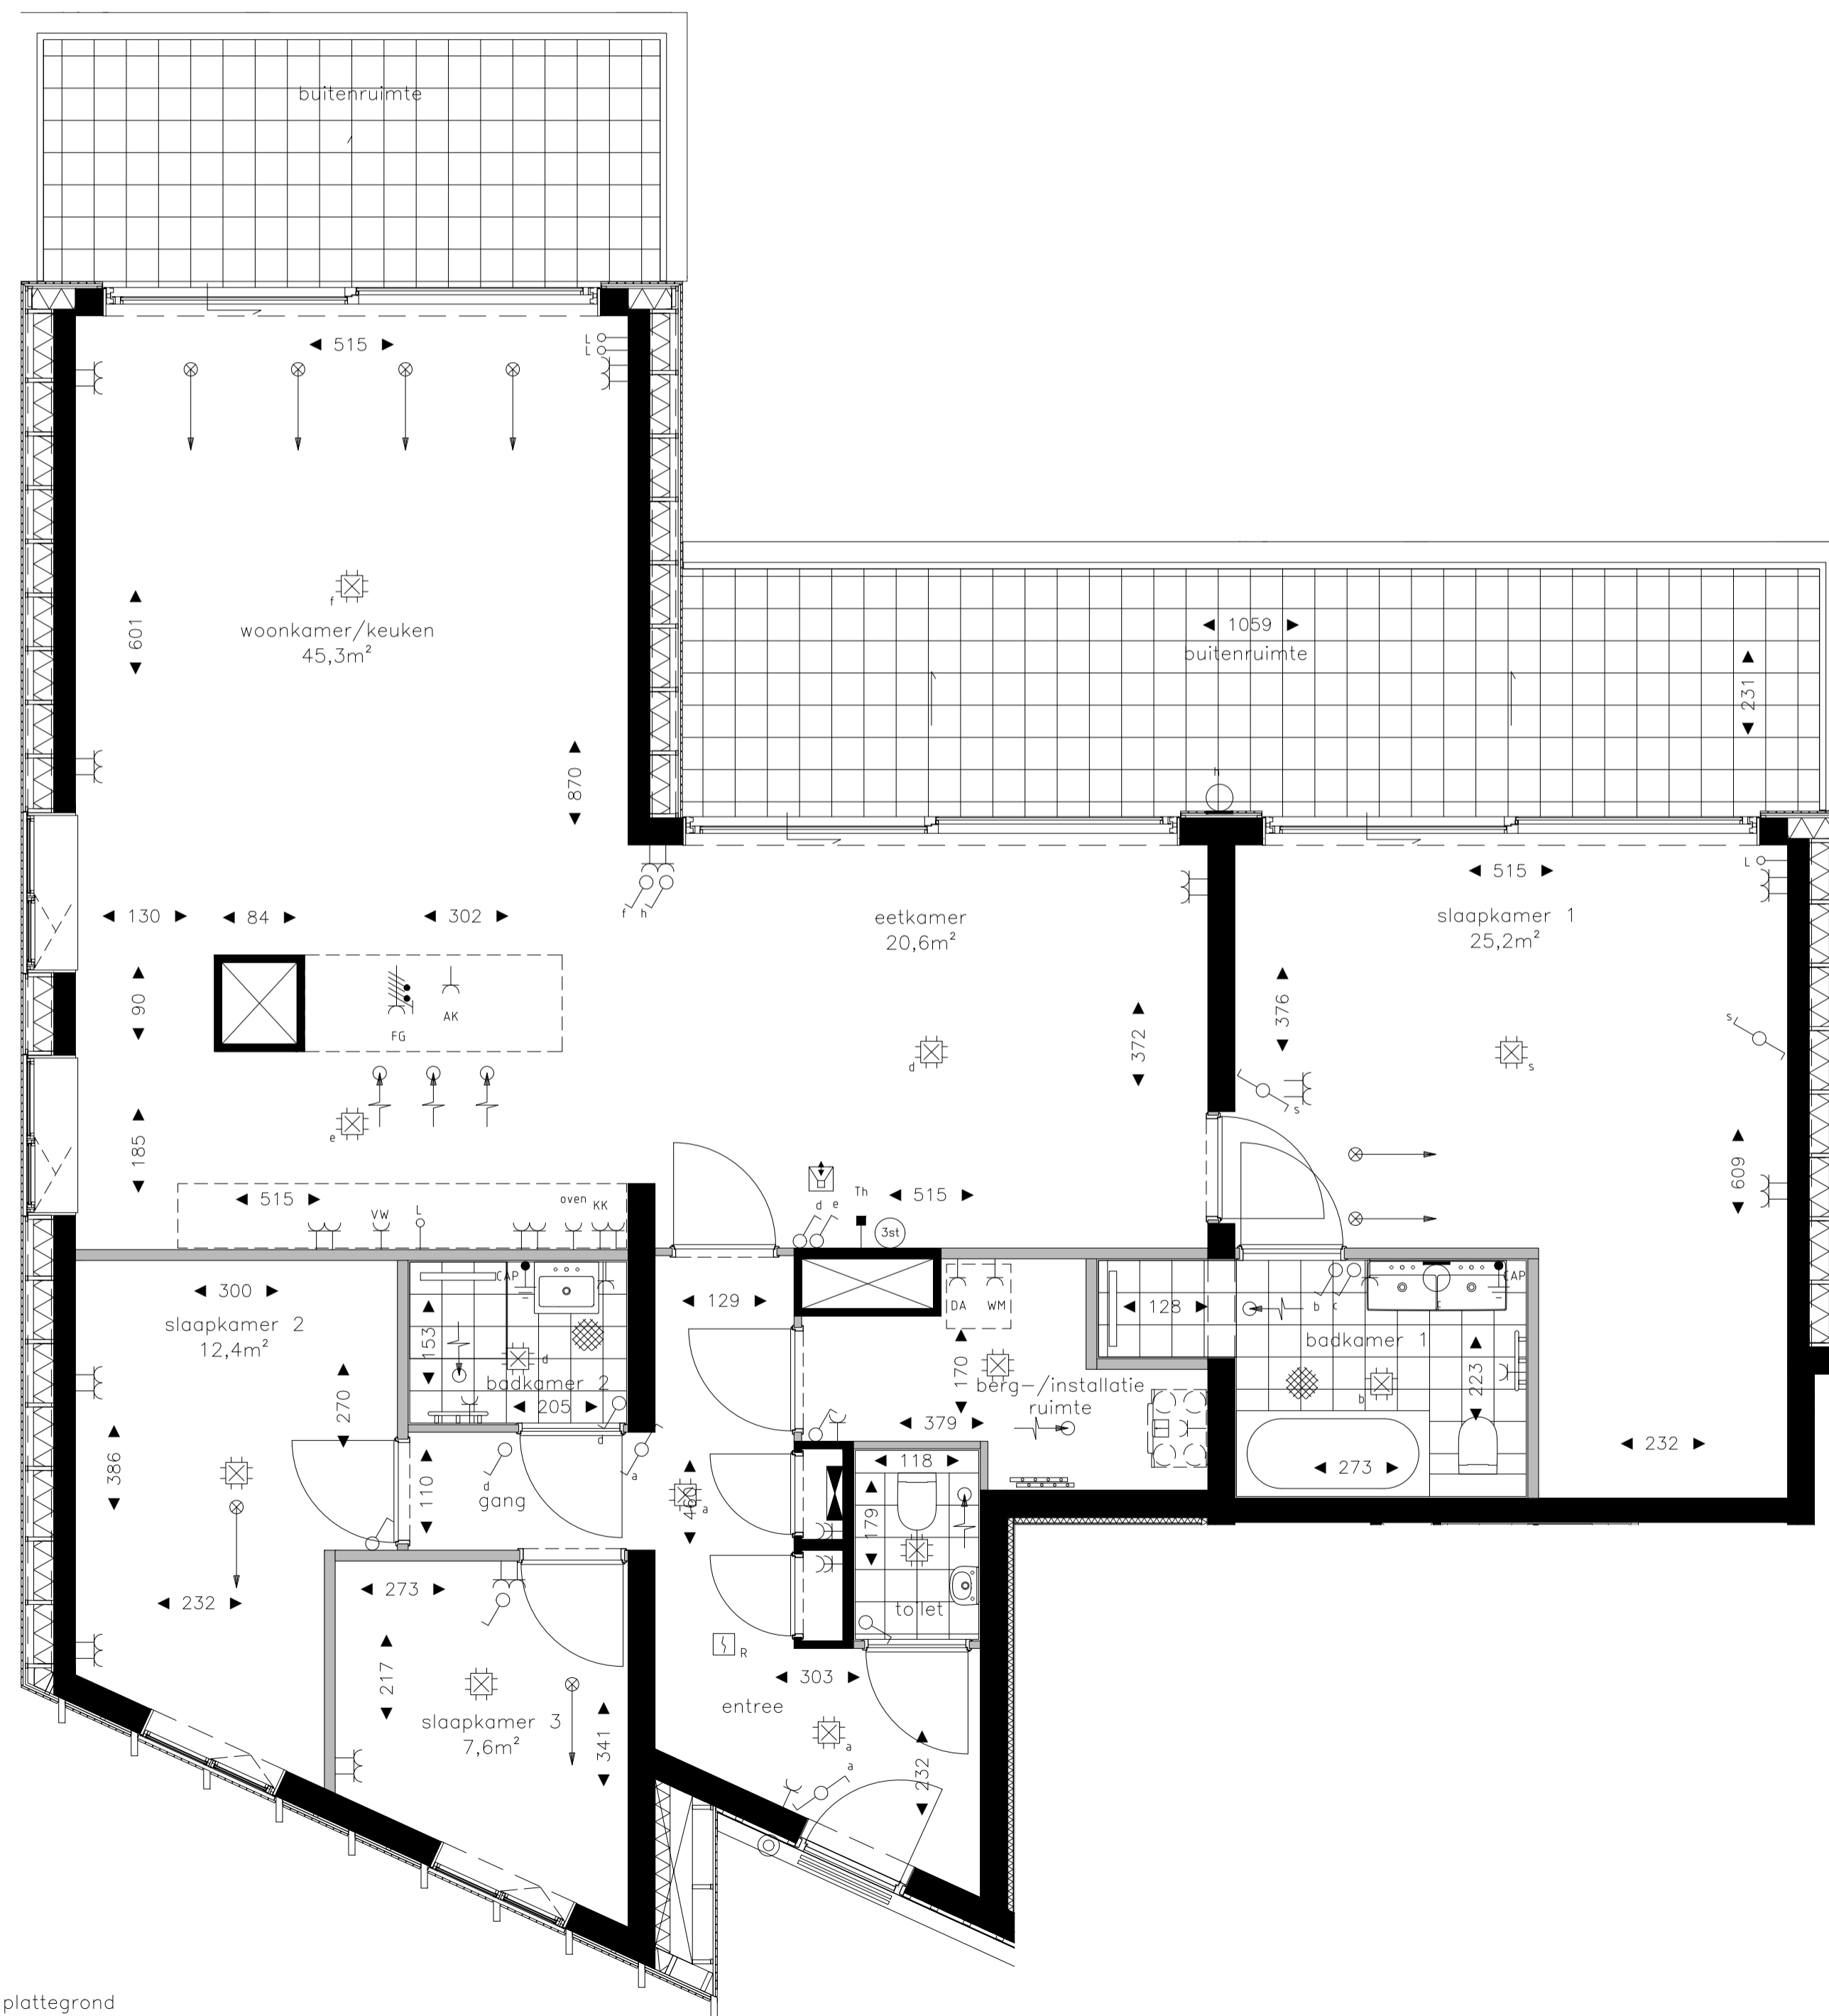 buitenruimte
515
L
L
f
601
woonkamer/keuken
45,3m²
870
1059
buitenruimte
231
h
f h
130
84
302
eetkamer
20,6m²
515
L
slaapkamer 1
25,2m²
90
FG
AK
372
376
s
d
s
s
e
185
609
515
VW
L
oven
KK
d e
Th
3st
515
300
slaapkamer 2
12,4m²
CAP
153
d
badkamer 2
205
d
129
DA
WM
170
berg-/installatie
ruimte
379
128
b c
c
CAP
badkamer 1
223
b
273
232
270
386
110
d
gang
a
460
a
118
179
toilet
232
273
217
slaapkamer 3
7,6m²
341
R
303
entree
a
a
232
plattegrond